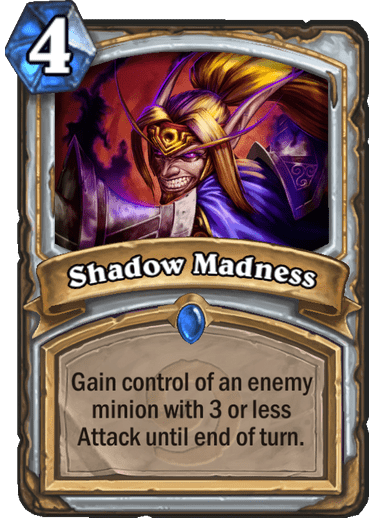 4
Shadow Madness
Gain control of an enemy
minion with 3 or less
Attack until end of turn.